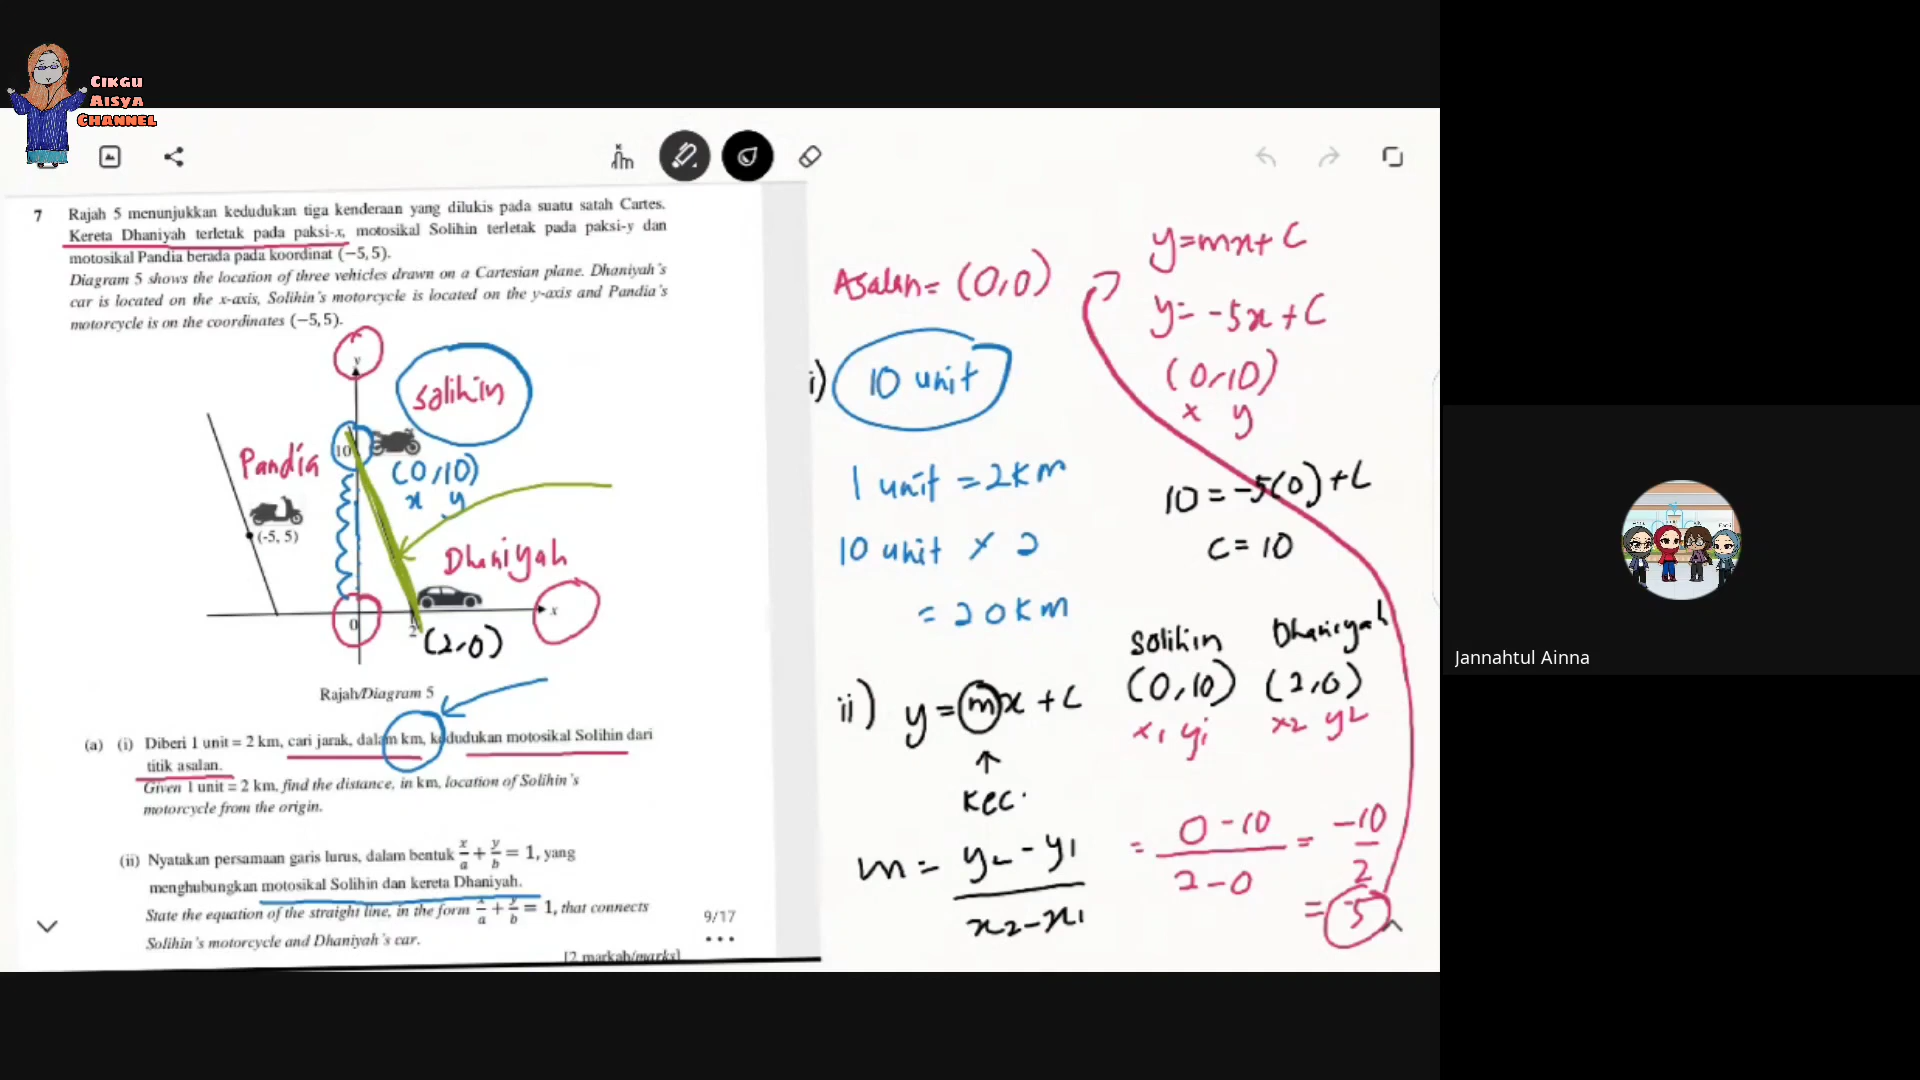 CIKGU
AISYA
CHANNEL
7 Rajah 5 menunjukkan kedudukan tiga kenderaan yang dilukis pada suatu satah Cartes.
Kereta Dhaniyah terletak pada paksi-x, motosikal Solihin terletak pada paksi-y dan
motosikal Pandia berada pada koordinat (−5, 5).
Diagram 5 shows the location of three vehicles drawn on a Cartesian plane. Dhaniyah's
car is located on the x-axis, Solihin's motorcycle is located on the y-axis and Pandia's
motorcycle is on the coordinates (−5, 5).
y
Salihin
10
Pandia
(0,10)
x y
(-5, 5)
Dhaniyah
x
0
2
(2,0)
Rajah/Diagram 5
(a) (i) Diberi 1 unit = 2 km, cari jarak, dalam km, kedudukan motosikal Solihin dari
titik asalan.
Given 1 unit = 2 km, find the distance, in km, location of Solihin's
motorcycle from the origin.
(ii) Nyatakan persamaan garis lurus, dalam bentuk x/a + y/b = 1, yang
menghubungkan motosikal Solihin dan kereta Dhaniyah.
State the equation of the straight line, in the form x/a + y/b = 1, that connects
Solihin's motorcycle and Dhaniyah's car.
[2 markah/marks]
9/17
Asalan = (0,0)
i) 10 unit
1 unit = 2km
10 unit × 2
= 20km
ii) y = mx + c
↑
kec.
m = y2 - y1
x2 - x1
y=mx+c
y= -5x+c
(0,10)
x y
10 = -5(0)+c
c= 10
Solihin Dhaniyah
(0,10) (2,0)
x1 y1 x2 y2
= 0-10 = -10
2-0 2
= -5
Jannahtul Ainna